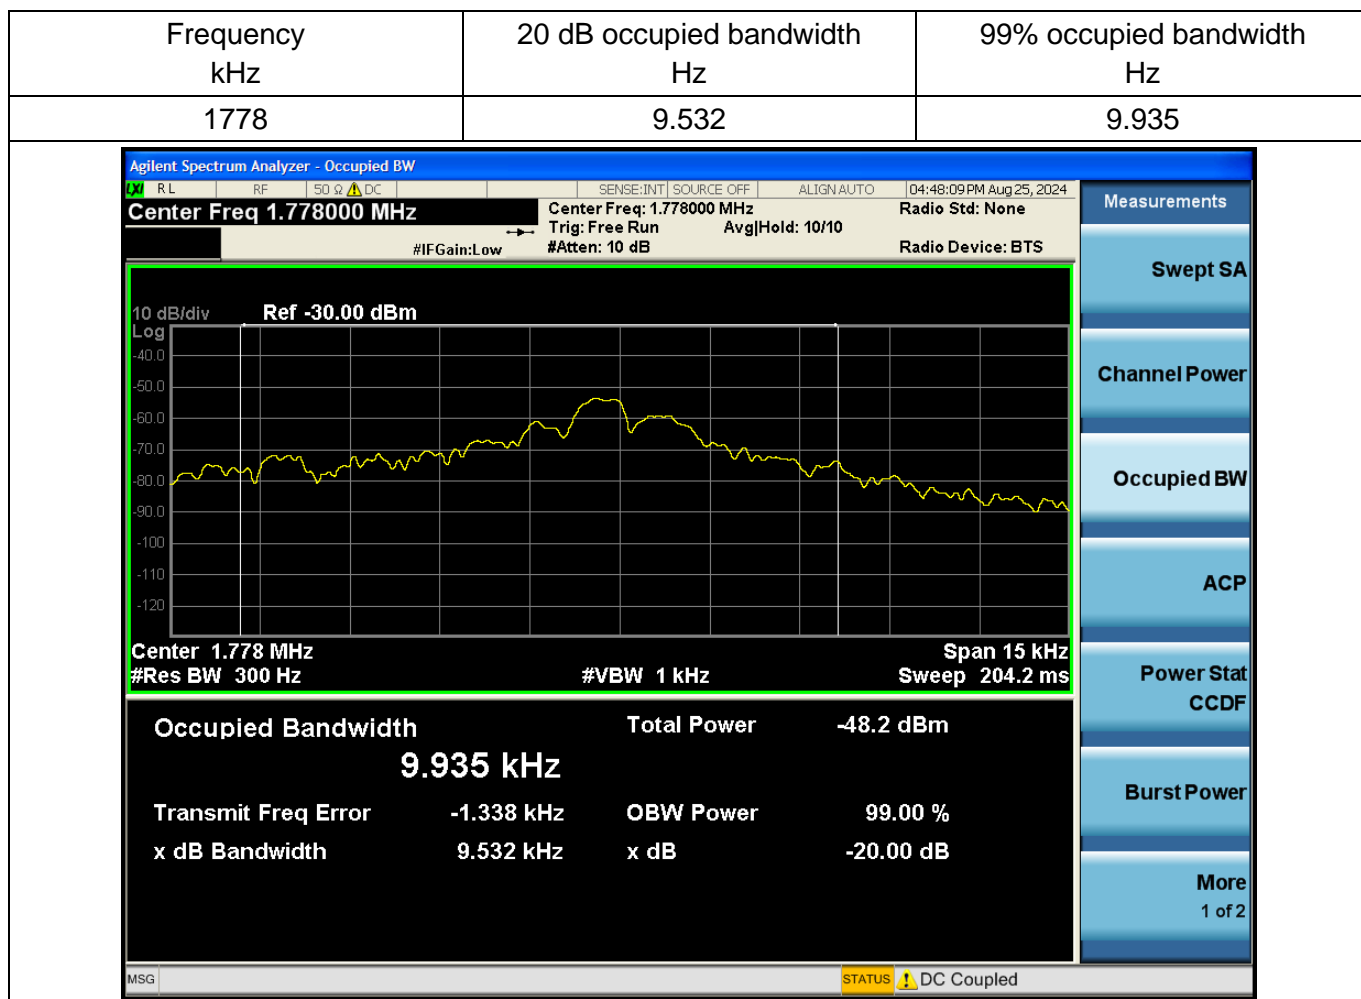 Frequency 20 dB occupied bandwidth 99% occupied bandwidth
kHz Hz Hz
1778 9.532 9.935
Agilent Spectrum Analyzer - Occupied BW
LXI RL RF 50 Ω DC SENSE:INT SOURCE OFF ALIGN AUTO 04:48:09 PM Aug 25, 2024
Center Freq 1.778000 MHz Center Freq: 1.778000 MHz Radio Std: None
Trig: Free Run Avg|Hold: 10/10
#IFGain:Low #Atten: 10 dB Radio Device: BTS
10 dB/div Ref -30.00 dBm
Log
-40.0
-50.0
-60.0
-70.0
-80.0
-90.0
-100
-110
-120
Center 1.778 MHz Span 15 kHz
#Res BW 300 Hz #VBW 1 kHz Sweep 204.2 ms
Occupied Bandwidth Total Power -48.2 dBm
9.935 kHz
Transmit Freq Error -1.338 kHz OBW Power 99.00 %
x dB Bandwidth 9.532 kHz x dB -20.00 dB
Measurements
Swept SA
Channel Power
Occupied BW
ACP
Power Stat
CCDF
Burst Power
More
1 of 2
MSG STATUS DC Coupled